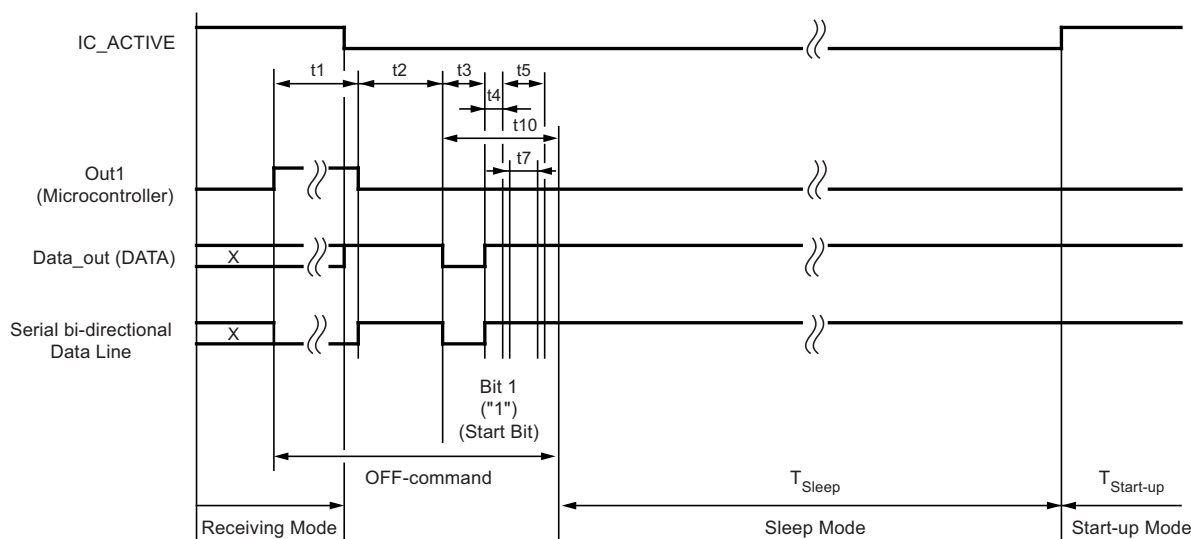 IC_ACTIVE
t1
t2
t3
t5
t4
t10
t7
Out1
(Microcontroller)
Data_out (DATA)
X
Serial bi-directional
Data Line
X
Bit 1
("1")
(Start Bit)
OFF-command
TSleep
TStart-up
Receiving Mode
Sleep Mode
Start-up Mode